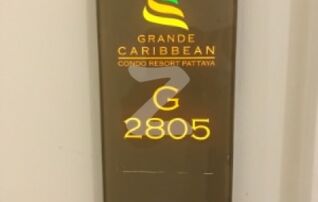 GRANDE
CARIBBEAN
CONDO RESORT PATTAYA
G
2805